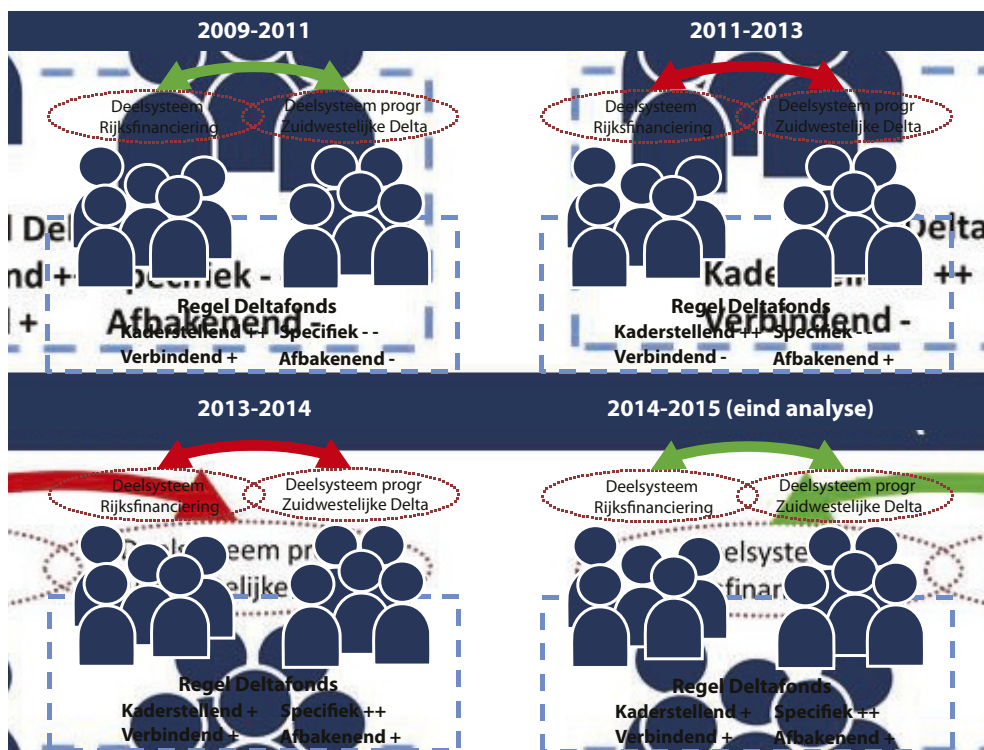 2009-2011
Deelsysteem
Rijksfinanciering
Deelsysteem progr
Zuidwestelijke Delta
Regel Deltafonds
Kaderstellend ++ Specifiek - -
Verbindend + Afbakenend -
2011-2013
Deelsysteem
Rijksfinanciering
Deelsysteem progr
Zuidwestelijke Delta
Regel Deltafonds
Kaderstellend ++ Specifiek - -
Verbindend - Afbakenend +
2013-2014
Deelsysteem
Rijksfinanciering
Deelsysteem progr
Zuidwestelijke Delta
Regel Deltafonds
Kaderstellend + Specifiek ++
Verbindend + Afbakenend +
2014-2015 (eind analyse)
Deelsysteem
Rijksfinanciering
Deelsysteem progr
Zuidwestelijke Delta
Regel Deltafonds
Kaderstellend + Specifiek ++
Verbindend + Afbakenend +